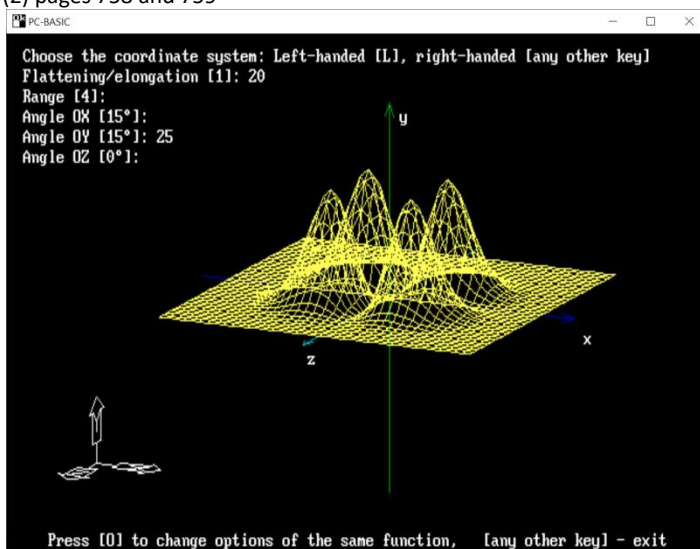 (2) pages 738 and 739
PC-BASIC
Choose the coordinate system: Left-handed [L], right-handed [any other key]
Flattening/elongation [1]: 20
Range [4]:
Angle OX [15°]:
Angle OY [15°]: 25
Angle OZ [0°]:
y
x
z
Press [O] to change options of the same function, [any other key] - exit